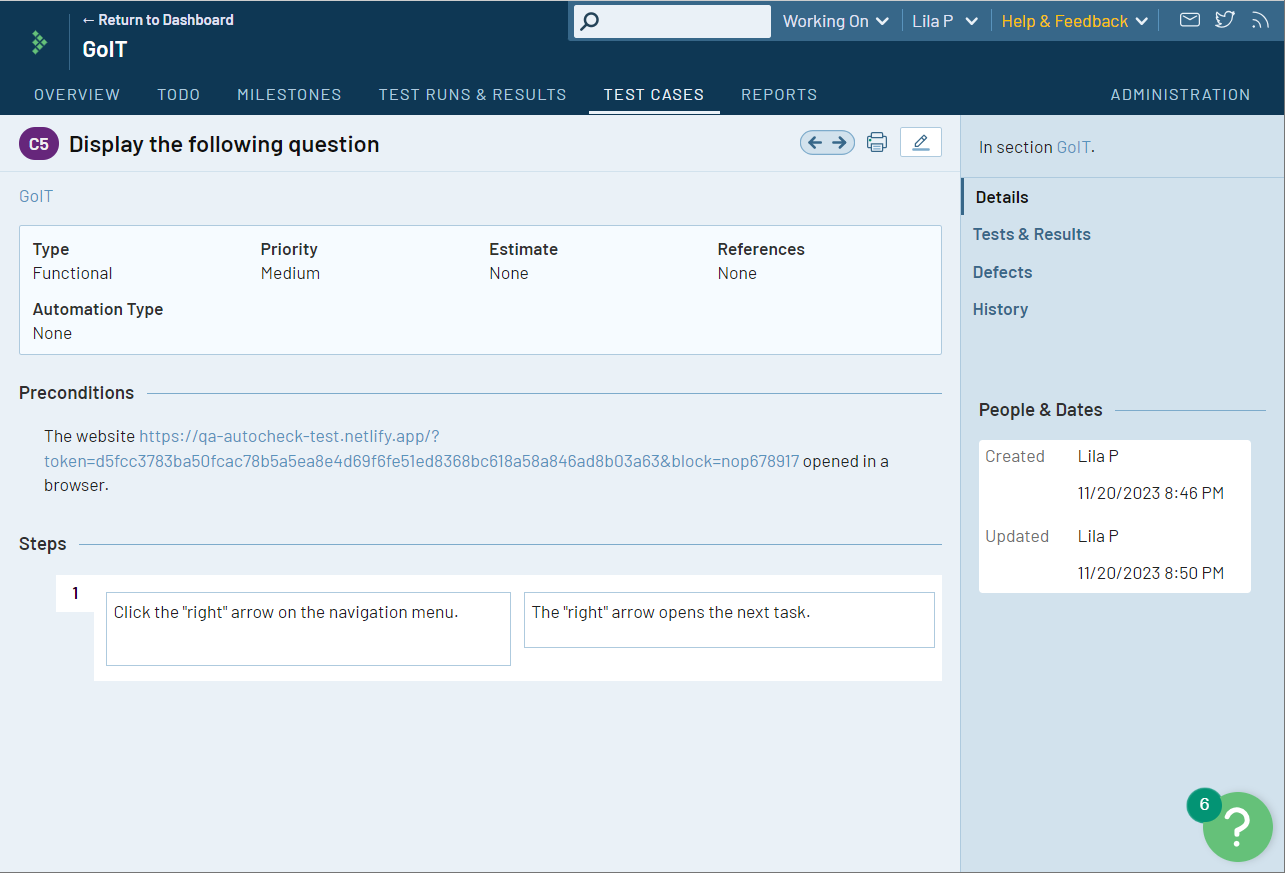 ← Return to Dashboard
GoIT
Working On
Lila P
Help & Feedback
OVERVIEW
TODO
MILESTONES
TEST RUNS & RESULTS
TEST CASES
REPORTS
ADMINISTRATION
C5
Display the following question
GoIT
Type
Functional
Priority
Medium
Estimate
None
References
None
Automation Type
None
Preconditions
The website https://qa-autocheck-test.netlify.app/?
token=d5fcc3783ba50fcac78b5a5ea8e4d69f6fe51ed8368bc618a58a846ad8b03a63&block=nop678917 opened in a
browser.
Steps
1
Click the "right" arrow on the navigation menu.
The "right" arrow opens the next task.
In section GoIT.
Details
Tests & Results
Defects
History
People & Dates
Created
Lila P
11/20/2023 8:46 PM
Updated
Lila P
11/20/2023 8:50 PM
6
?